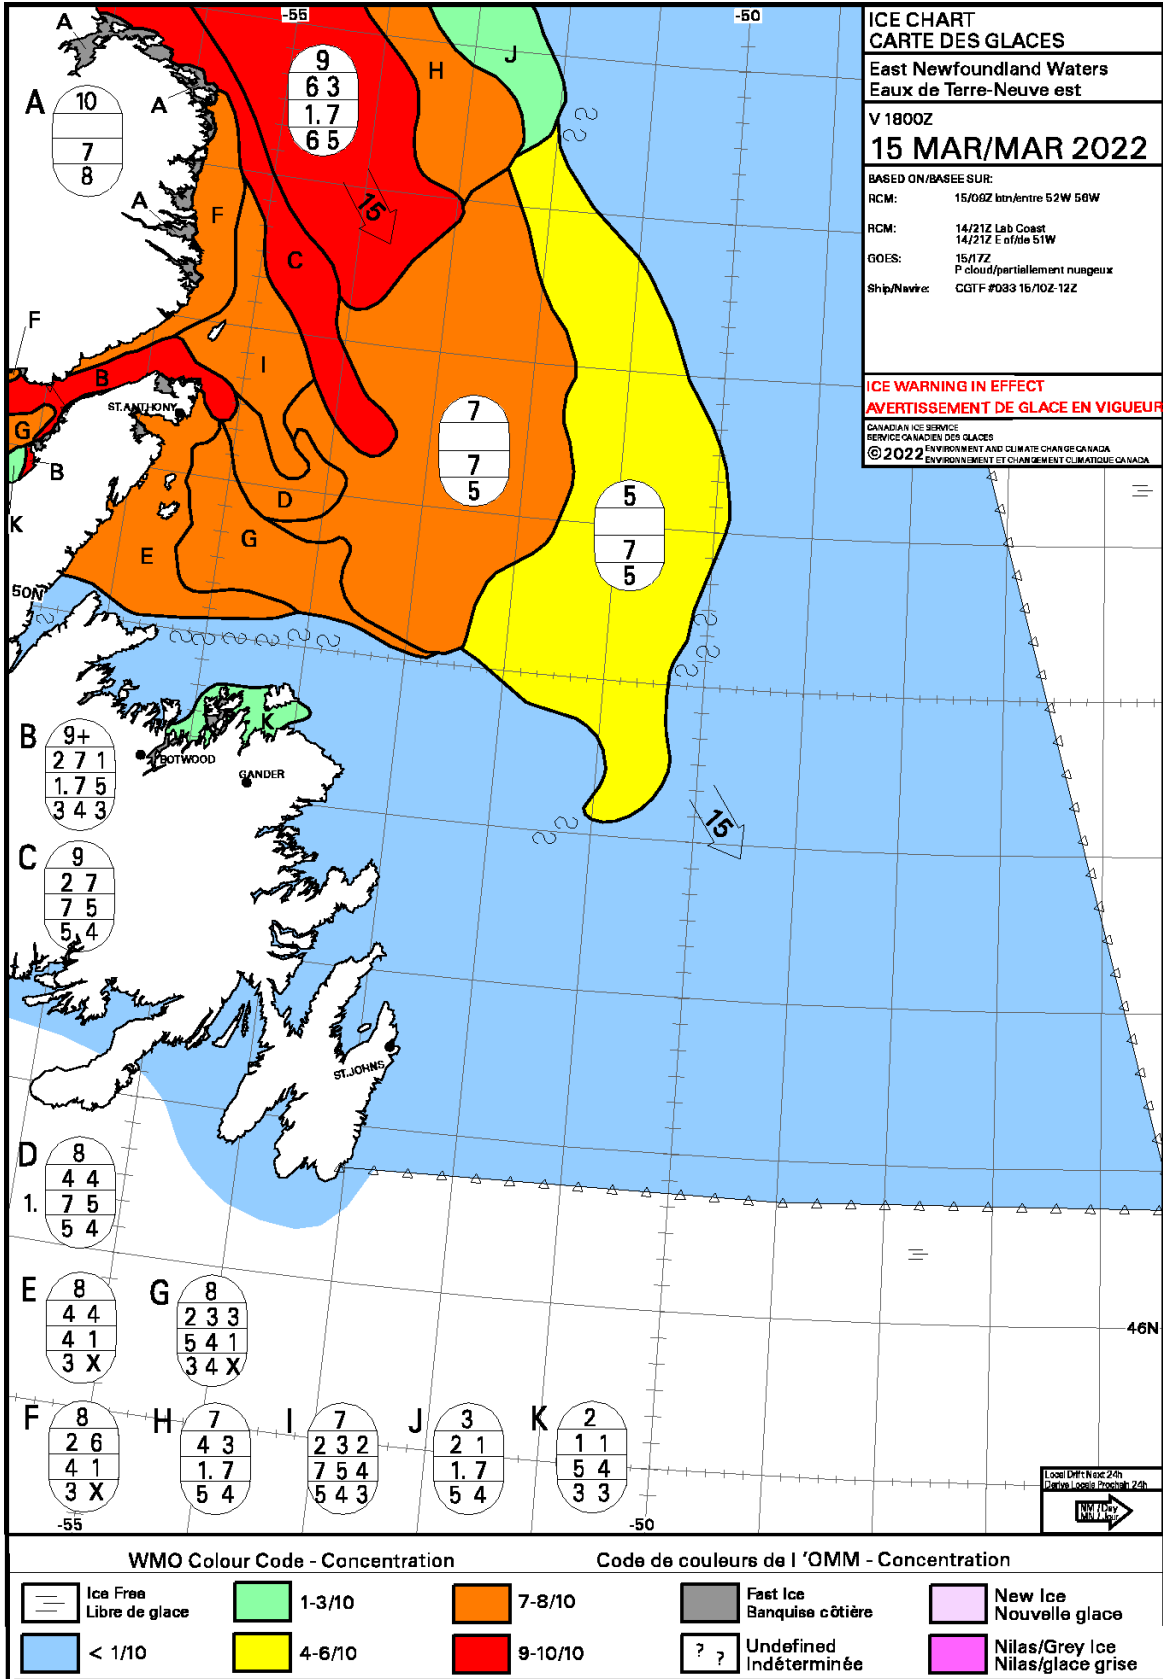 ICE CHART
CARTE DES GLACES
East Newfoundland Waters
Eaux de Terre-Neuve est
V 1800Z
15 MAR/MAR 2022
BASED ON/BASEE SUR:
RCM: 15/09Z btn/entre 52W 56W
RCM: 14/21Z Lab Coast
14/21Z E of/de 51W
GOES: 15/17Z
P cloud/partiellement nuageux
Ship/Navire: CGTF #033 15/10Z-12Z
ICE WARNING IN EFFECT
AVERTISSEMENT DE GLACE EN VIGUEUR
CANADIAN ICE SERVICE
SERVICE CANADIEN DES GLACES
©2022 ENVIRONMENT AND CLIMATE CHANGE CANADA
ENVIRONNEMENT ET CHANGEMENT CLIMATIQUE CANADA
-55
-50
A
A
A
A
10
7
8
9
6 3
1. 7
6 5
H
J
15
F
C
F
I
B
ST.ANTHONY
G
B
K
D
G
E
7
7
5
5
7
5
50N
K
BOTWOOD
GANDER
B
9+
2 7 1
1. 7 5
3 4 3
15
C
9
2 7
7 5
5 4
ST.JOHNS
D
8
4 4
1. 7 5
5 4
E
8
4 4
4 1
3 X
G
8
2 3 3
5 4 1
3 4 X
46N
F
8
2 6
4 1
3 X
H
7
4 3
1. 7
5 4
I
7
2 3 2
7 5 4
5 4 3
J
3
2 1
1. 7
5 4
K
2
1 1
5 4
3 3
-55
-50
Local Drift Next 24h
Derive Locale Prochain 24h
NM / Day
MN / Jour
WMO Colour Code - Concentration
Code de couleurs de l 'OMM - Concentration
Ice Free
Libre de glace
1-3/10
7-8/10
Fast Ice
Banquise côtière
New Ice
Nouvelle glace
< 1/10
4-6/10
9-10/10
? ?
Undefined
Indéterminée
Nilas/Grey Ice
Nilas/glace grise